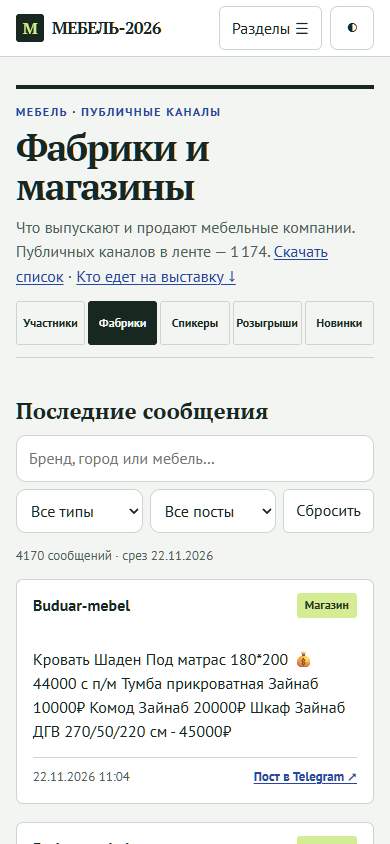 M МЕБЕЛЬ-2026 Разделы ☰ ◐
МЕБЕЛЬ · ПУБЛИЧНЫЕ КАНАЛЫ
Фабрики и
магазины
Что выпускают и продают мебельные компании.
Публичных каналов в ленте — 1 174. Скачать
список · Кто едет на выставку ↓
Участники Фабрики Спикеры Розыгрыши Новинки
Последние сообщения
Бренд, город или мебель…
Все типы Все посты Сбросить
4170 сообщений · срез 22.11.2026
Buduar-mebel Магазин
Кровать Шаден Под матрас 180*200 💰
44000 с п/м Тумба прикроватная Зайнаб
10000₽ Комод Зайнаб 20000₽ Шкаф Зайнаб
ДГВ 270/50/220 см - 45000₽
22.11.2026 11:04 Пост в Telegram ↗